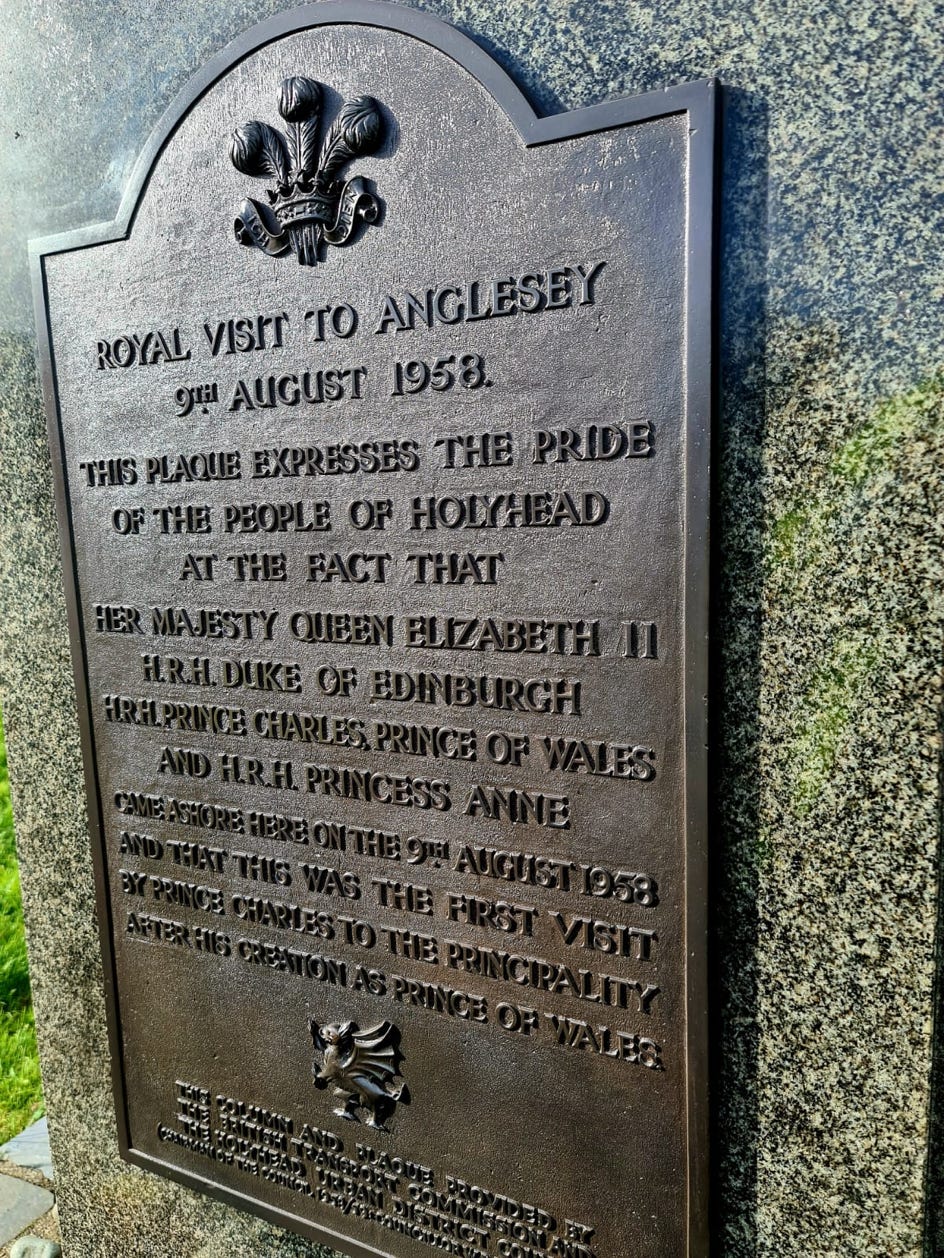 ICH DIEN
ROYAL VISIT TO ANGLESEY
9TH AUGUST 1958.
THIS PLAQUE EXPRESSES THE PRIDE
OF THE PEOPLE OF HOLYHEAD
AT THE FACT THAT
HER MAJESTY QUEEN ELIZABETH II
H.R.H. DUKE OF EDINBURGH
H.R.H. PRINCE CHARLES, PRINCE OF WALES
AND H.R.H. PRINCESS ANNE
CAME ASHORE HERE ON THE 9TH AUGUST 1958
AND THAT THIS WAS THE FIRST VISIT
BY PRINCE CHARLES TO THE PRINCIPALITY
AFTER HIS CREATION AS PRINCE OF WALES
THIS COLUMN AND PLAQUE PROVIDED BY
THE BRITISH TRANSPORT COMMISSION AND
THE HOLYHEAD URBAN DISTRICT
OF THE COUNCIL